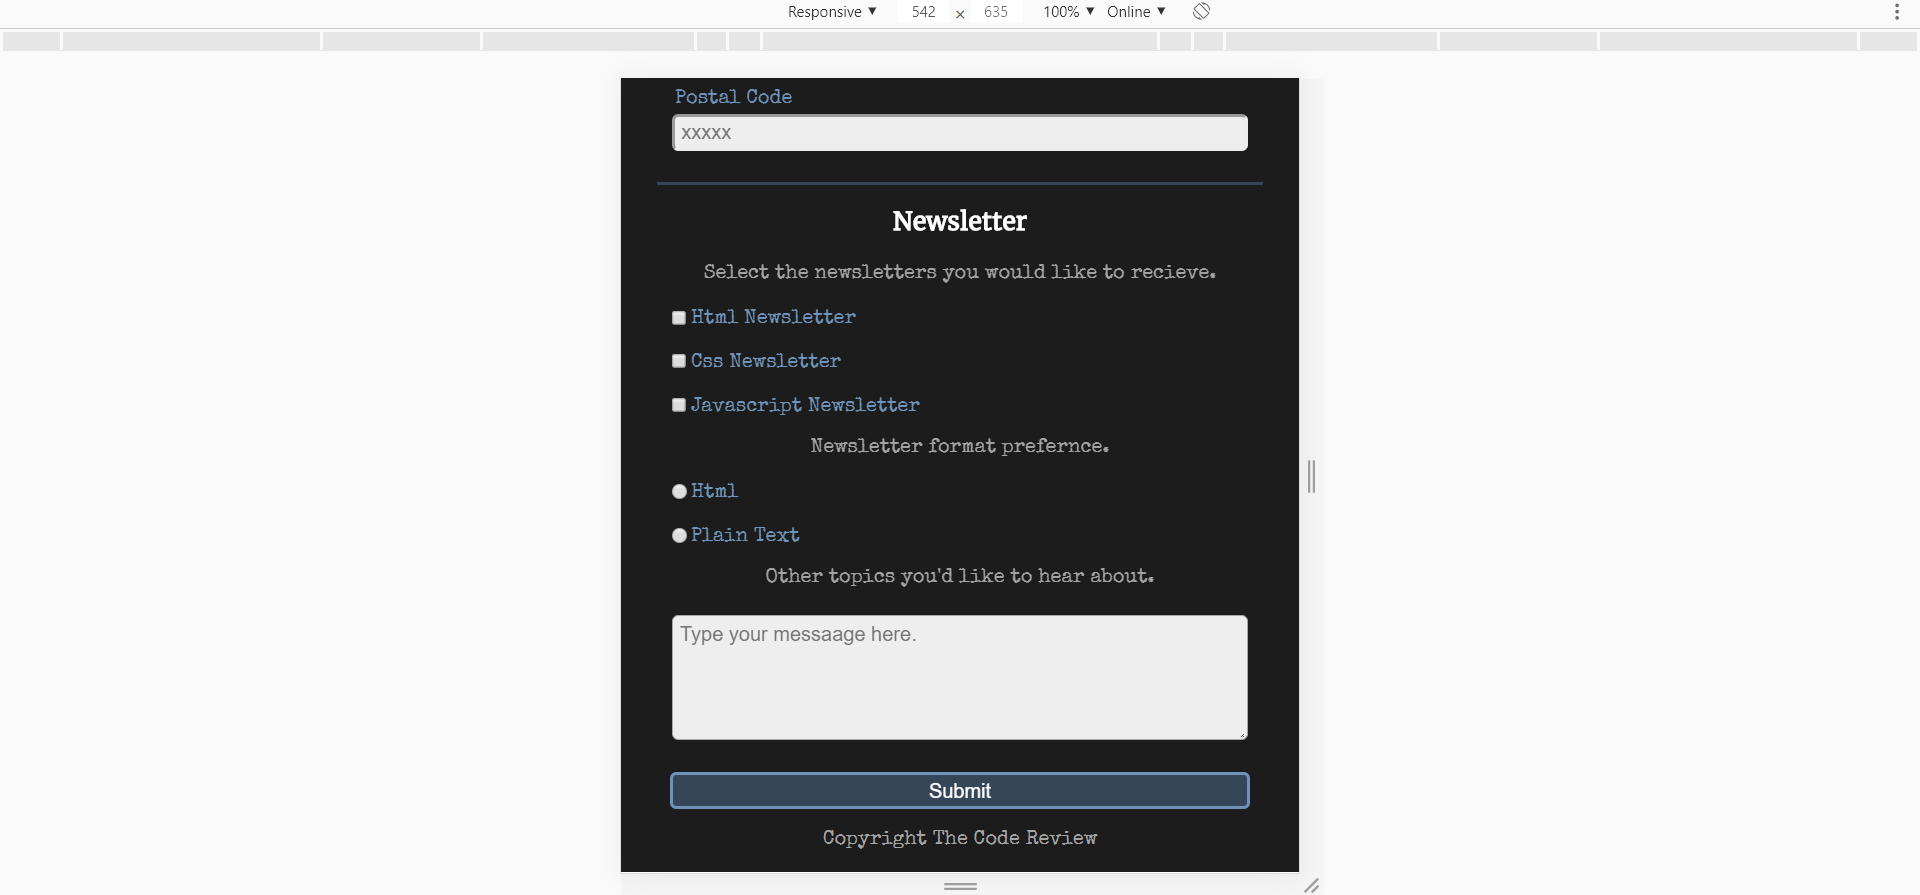 Responsive ▼ 542 × 635 100% ▼ Online ▼
Postal Code
xxxxx
Newsletter
Select the newsletters you would like to recieve.
Html Newsletter
Css Newsletter
Javascript Newsletter
Newsletter format prefernce.
Html
Plain Text
Other topics you'd like to hear about.
Type your messaage here.
Submit
Copyright The Code Review